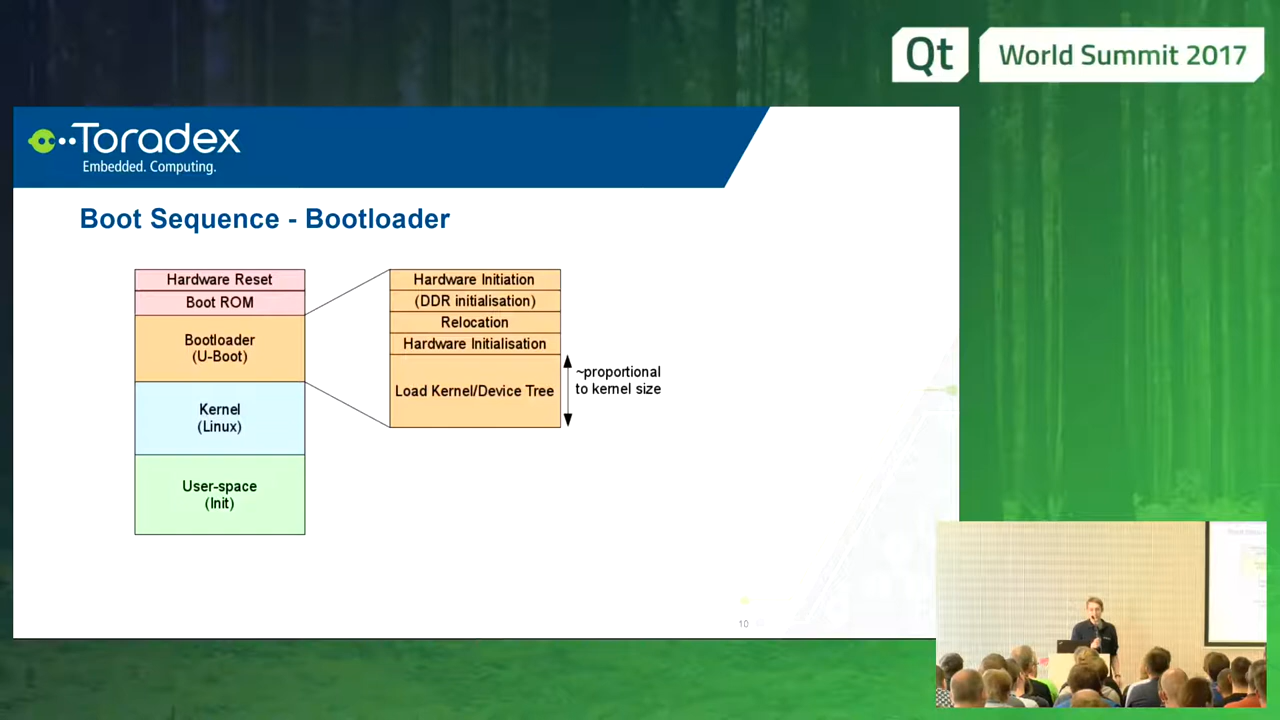 Qt
World Summit 2017
Toradex
Embedded. Computing.
Boot Sequence - Bootloader
Hardware Reset
Boot ROM
Bootloader
(U-Boot)
Kernel
(Linux)
User-space
(Init)
Hardware Initiation
(DDR initialisation)
Relocation
Hardware Initialisation
Load Kernel/Device Tree
~proportional
to kernel size
10